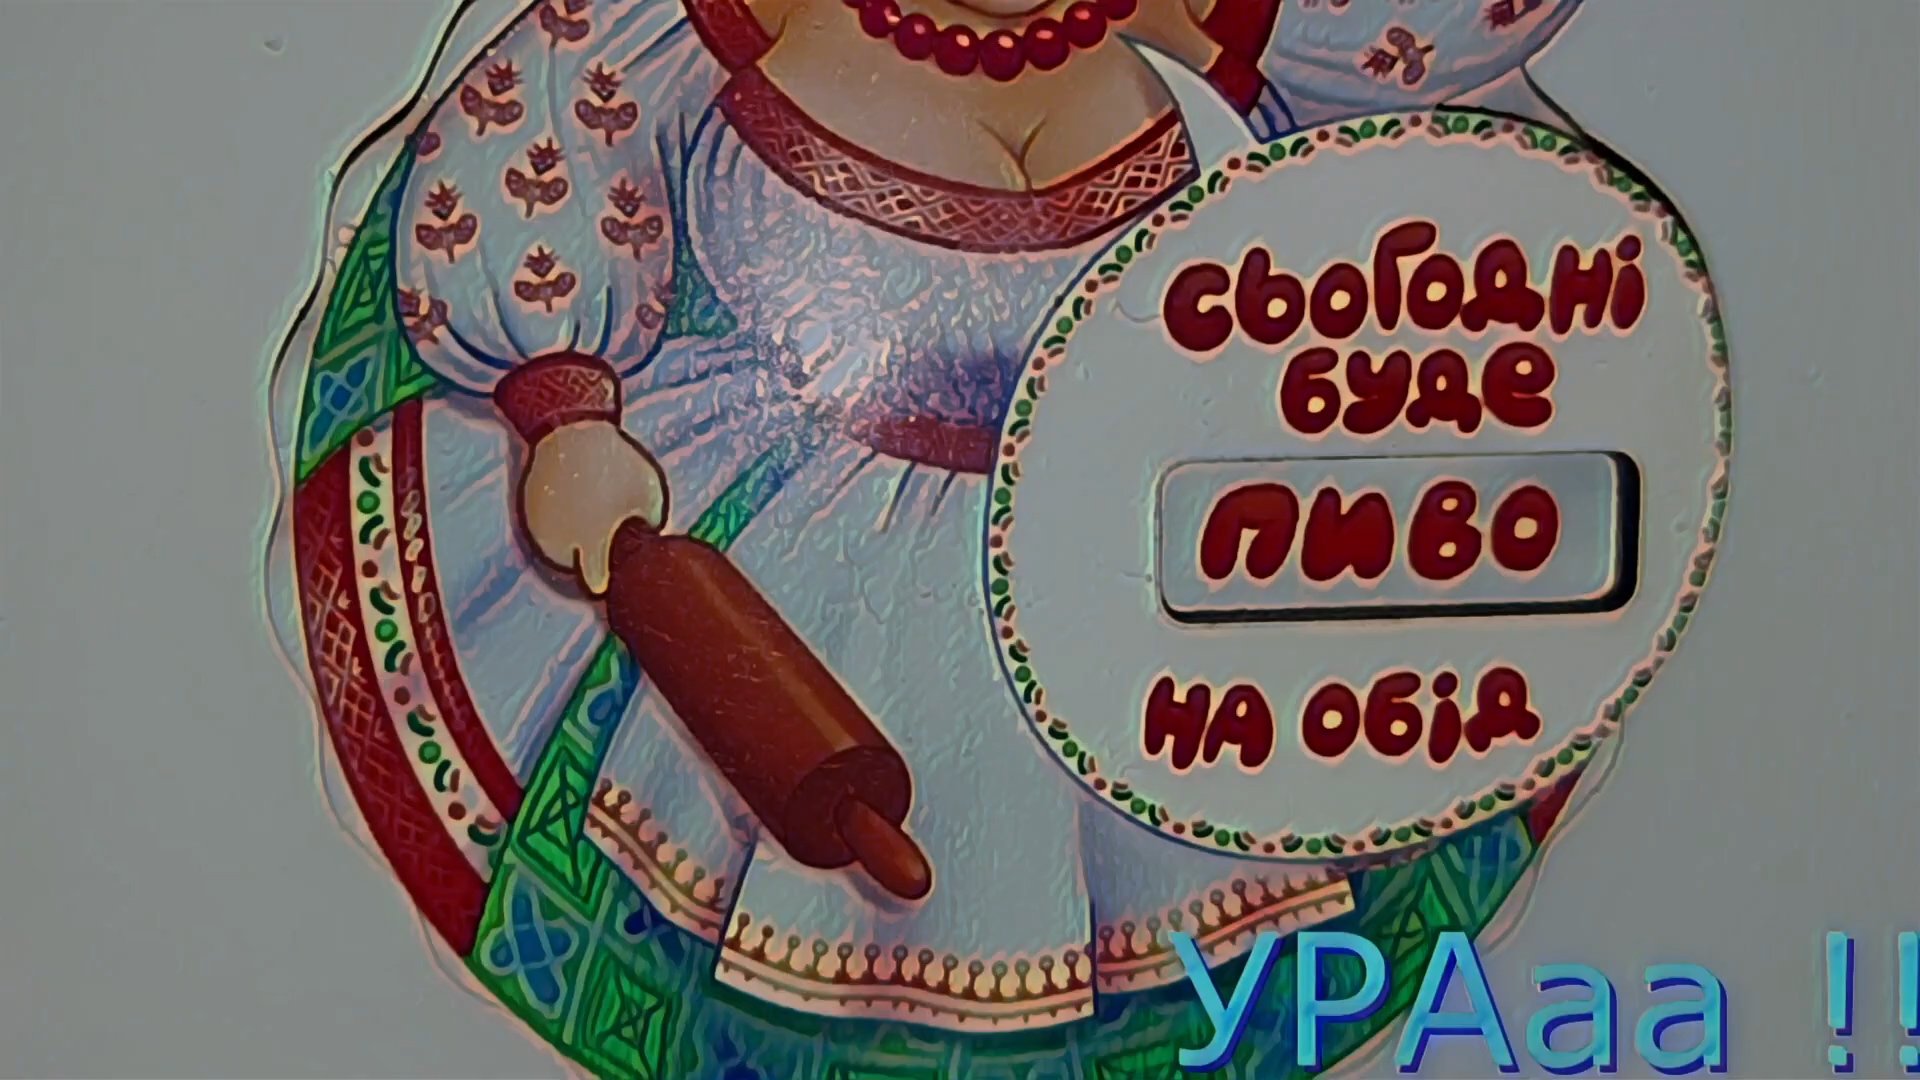 сьогодні
буде
пиво
на обід
УРАаа !!